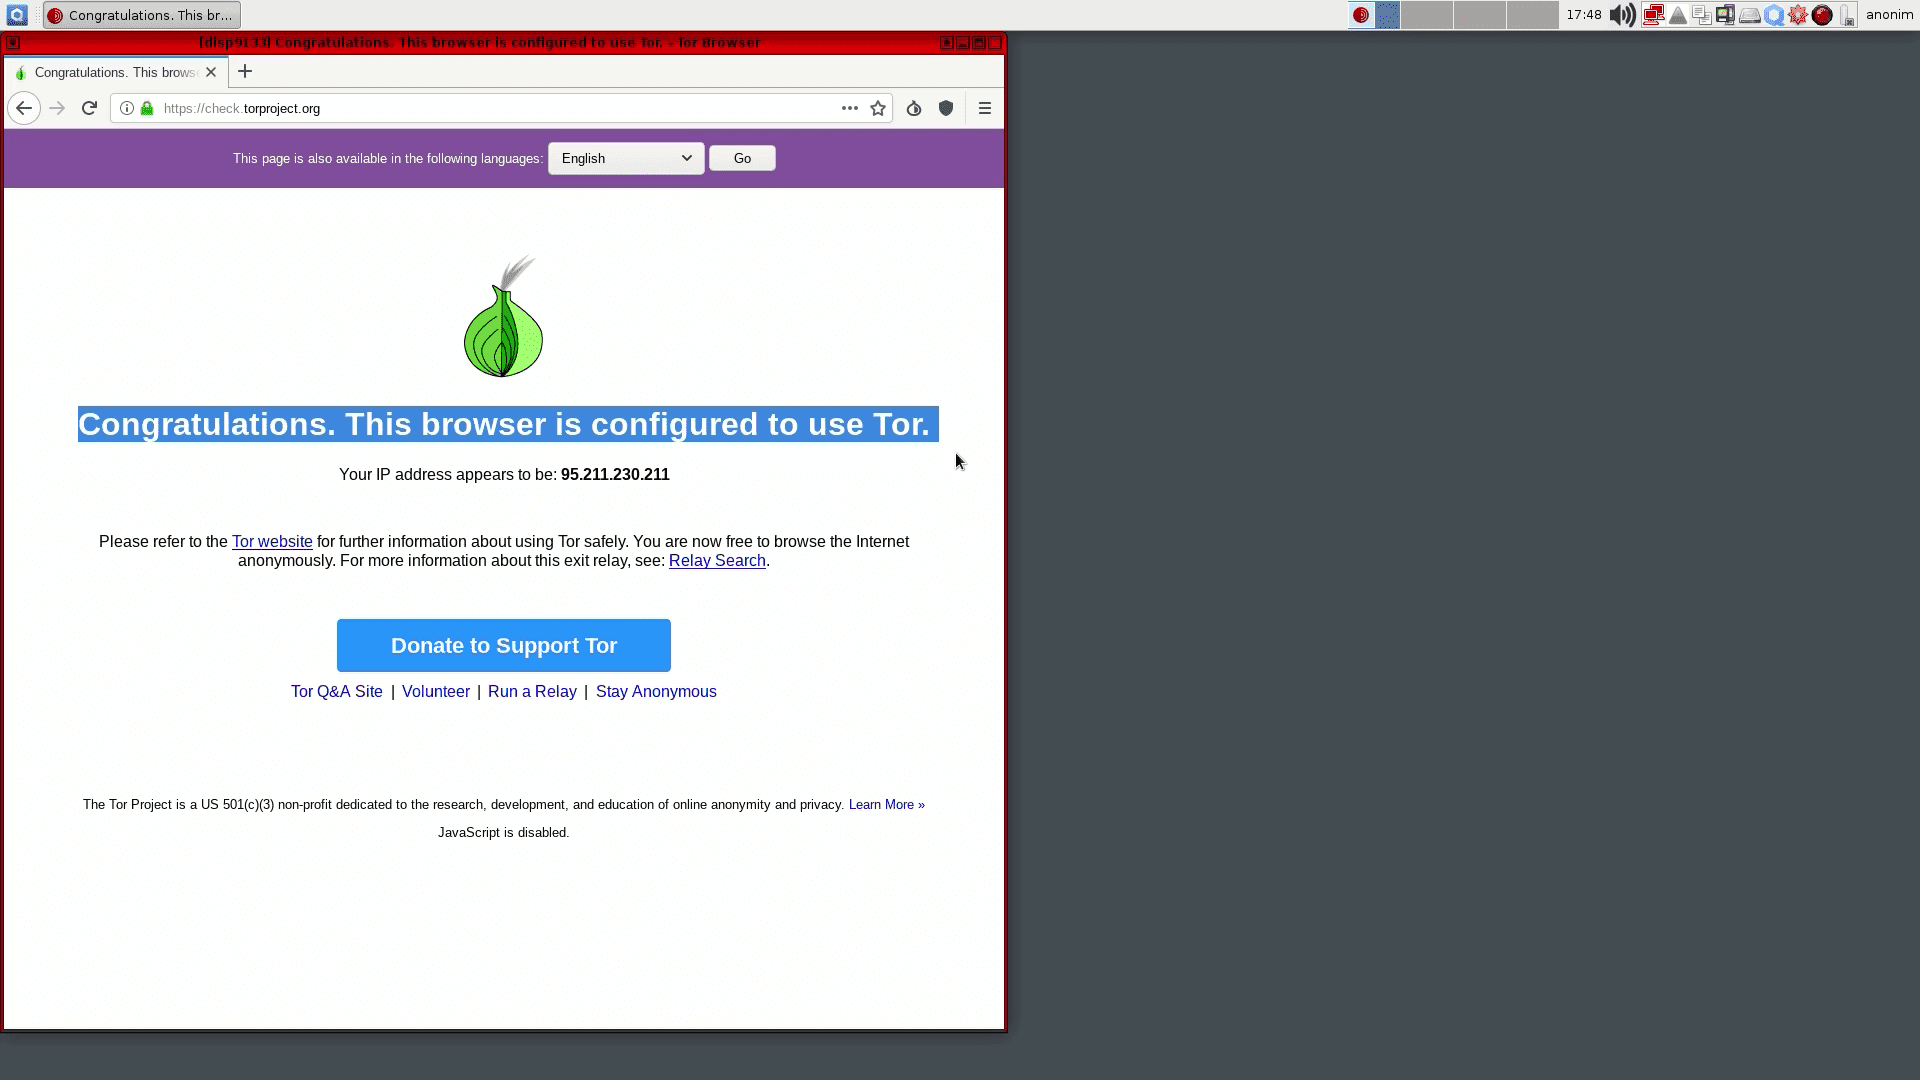 Congratulations. This br...
17:48
anonim
[disp9133] Congratulations. This browser is configured to use Tor. - Tor Browser
Congratulations. This brows
https://check.torproject.org
This page is also available in the following languages: English Go
Congratulations. This browser is configured to use Tor.
Your IP address appears to be: 95.211.230.211
Please refer to the Tor website for further information about using Tor safely. You are now free to browse the Internet
anonymously. For more information about this exit relay, see: Relay Search.
Donate to Support Tor
Tor Q&A Site | Volunteer | Run a Relay | Stay Anonymous
The Tor Project is a US 501(c)(3) non-profit dedicated to the research, development, and education of online anonymity and privacy. Learn More »
JavaScript is disabled.